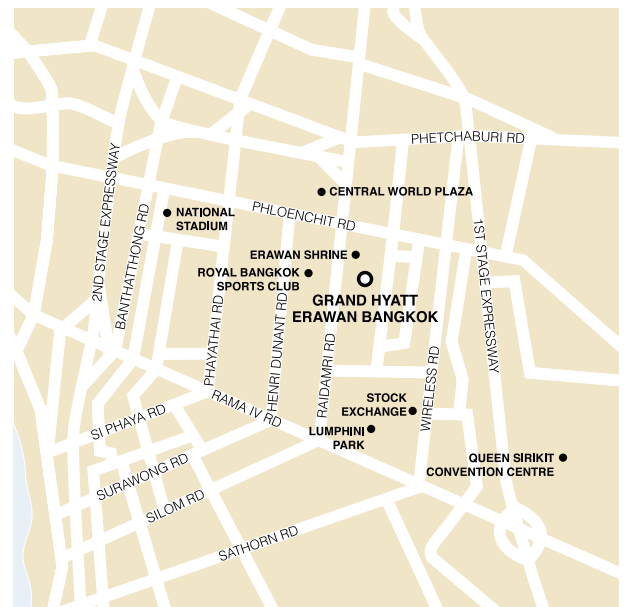 PHETCHABURI RD
CENTRAL WORLD PLAZA
NATIONAL
STADIUM
PHLOENCHIT RD
2ND STAGE EXPRESSWAY
BANTHATTHONG RD
1ST STAGE EXPRESSWAY
ERAWAN SHRINE
ROYAL BANGKOK
SPORTS CLUB
GRAND HYATT
ERAWAN BANGKOK
PHAYATHAI RD
HENRI DUNANT RD
RAJDAMRI RD
WIRELESS RD
RAMA IV RD
STOCK
EXCHANGE
LUMPHINI
PARK
SI PHAYA RD
QUEEN SIRIKIT
CONVENTION CENTRE
SURAWONG RD
SILOM RD
SATHORN RD